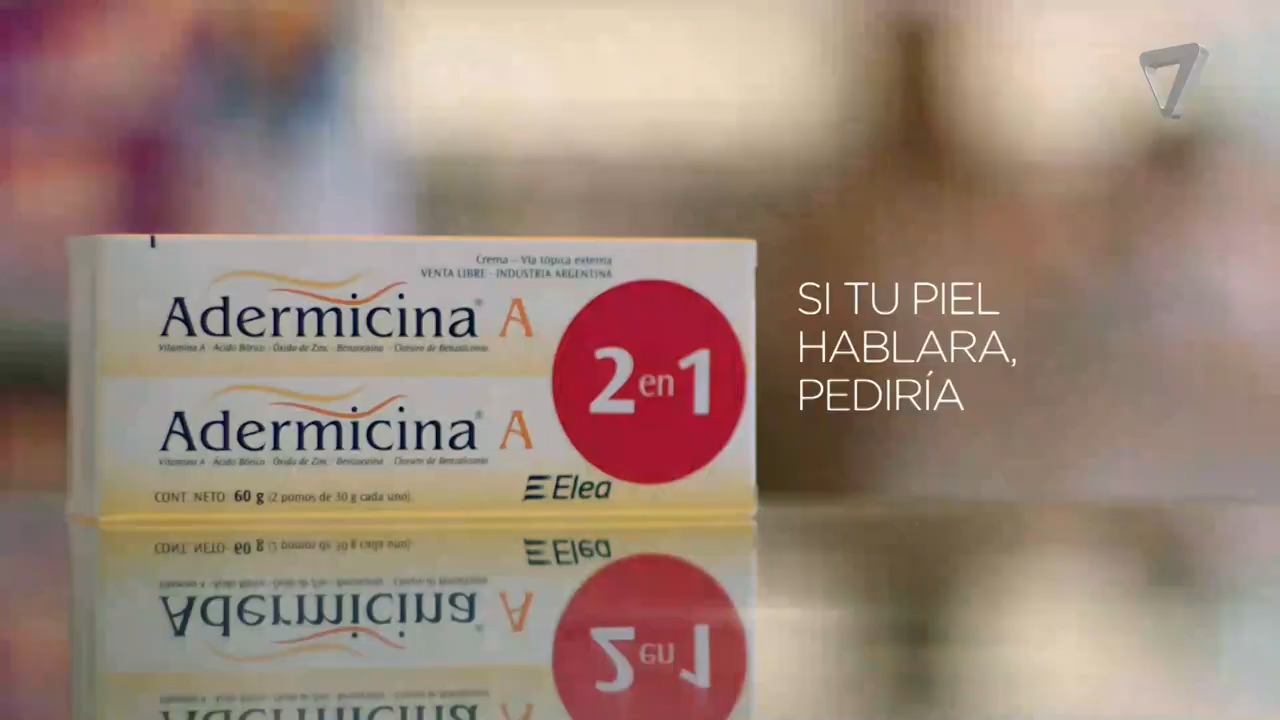 Crema – Vía tópica externa
VENTA LIBRE - INDUSTRIA ARGENTINA
Adermicina® A
Vitamina A - Ácido Bórico - Óxido de Zinc - Benzocaína - Cloruro de Benzalconio
Adermicina® A
Vitamina A - Ácido Bórico - Óxido de Zinc - Benzocaína - Cloruro de Benzalconio
CONT. NETO 60 g (2 pomos de 30 g cada uno)
2 en 1
Elea
SI TU PIEL
HABLARA,
PEDIRÍA